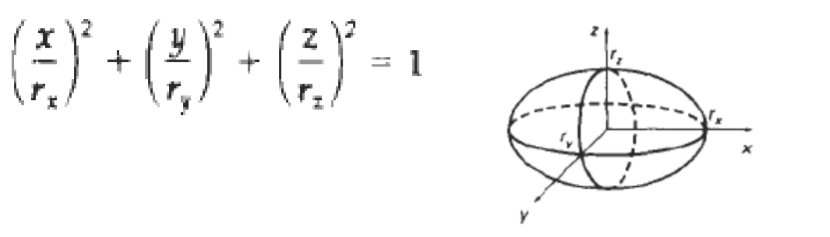 (x/r_x)² + (y/r_y)² + (z/r_z)² = 1
z
r_z
r_x
r_y
x
y